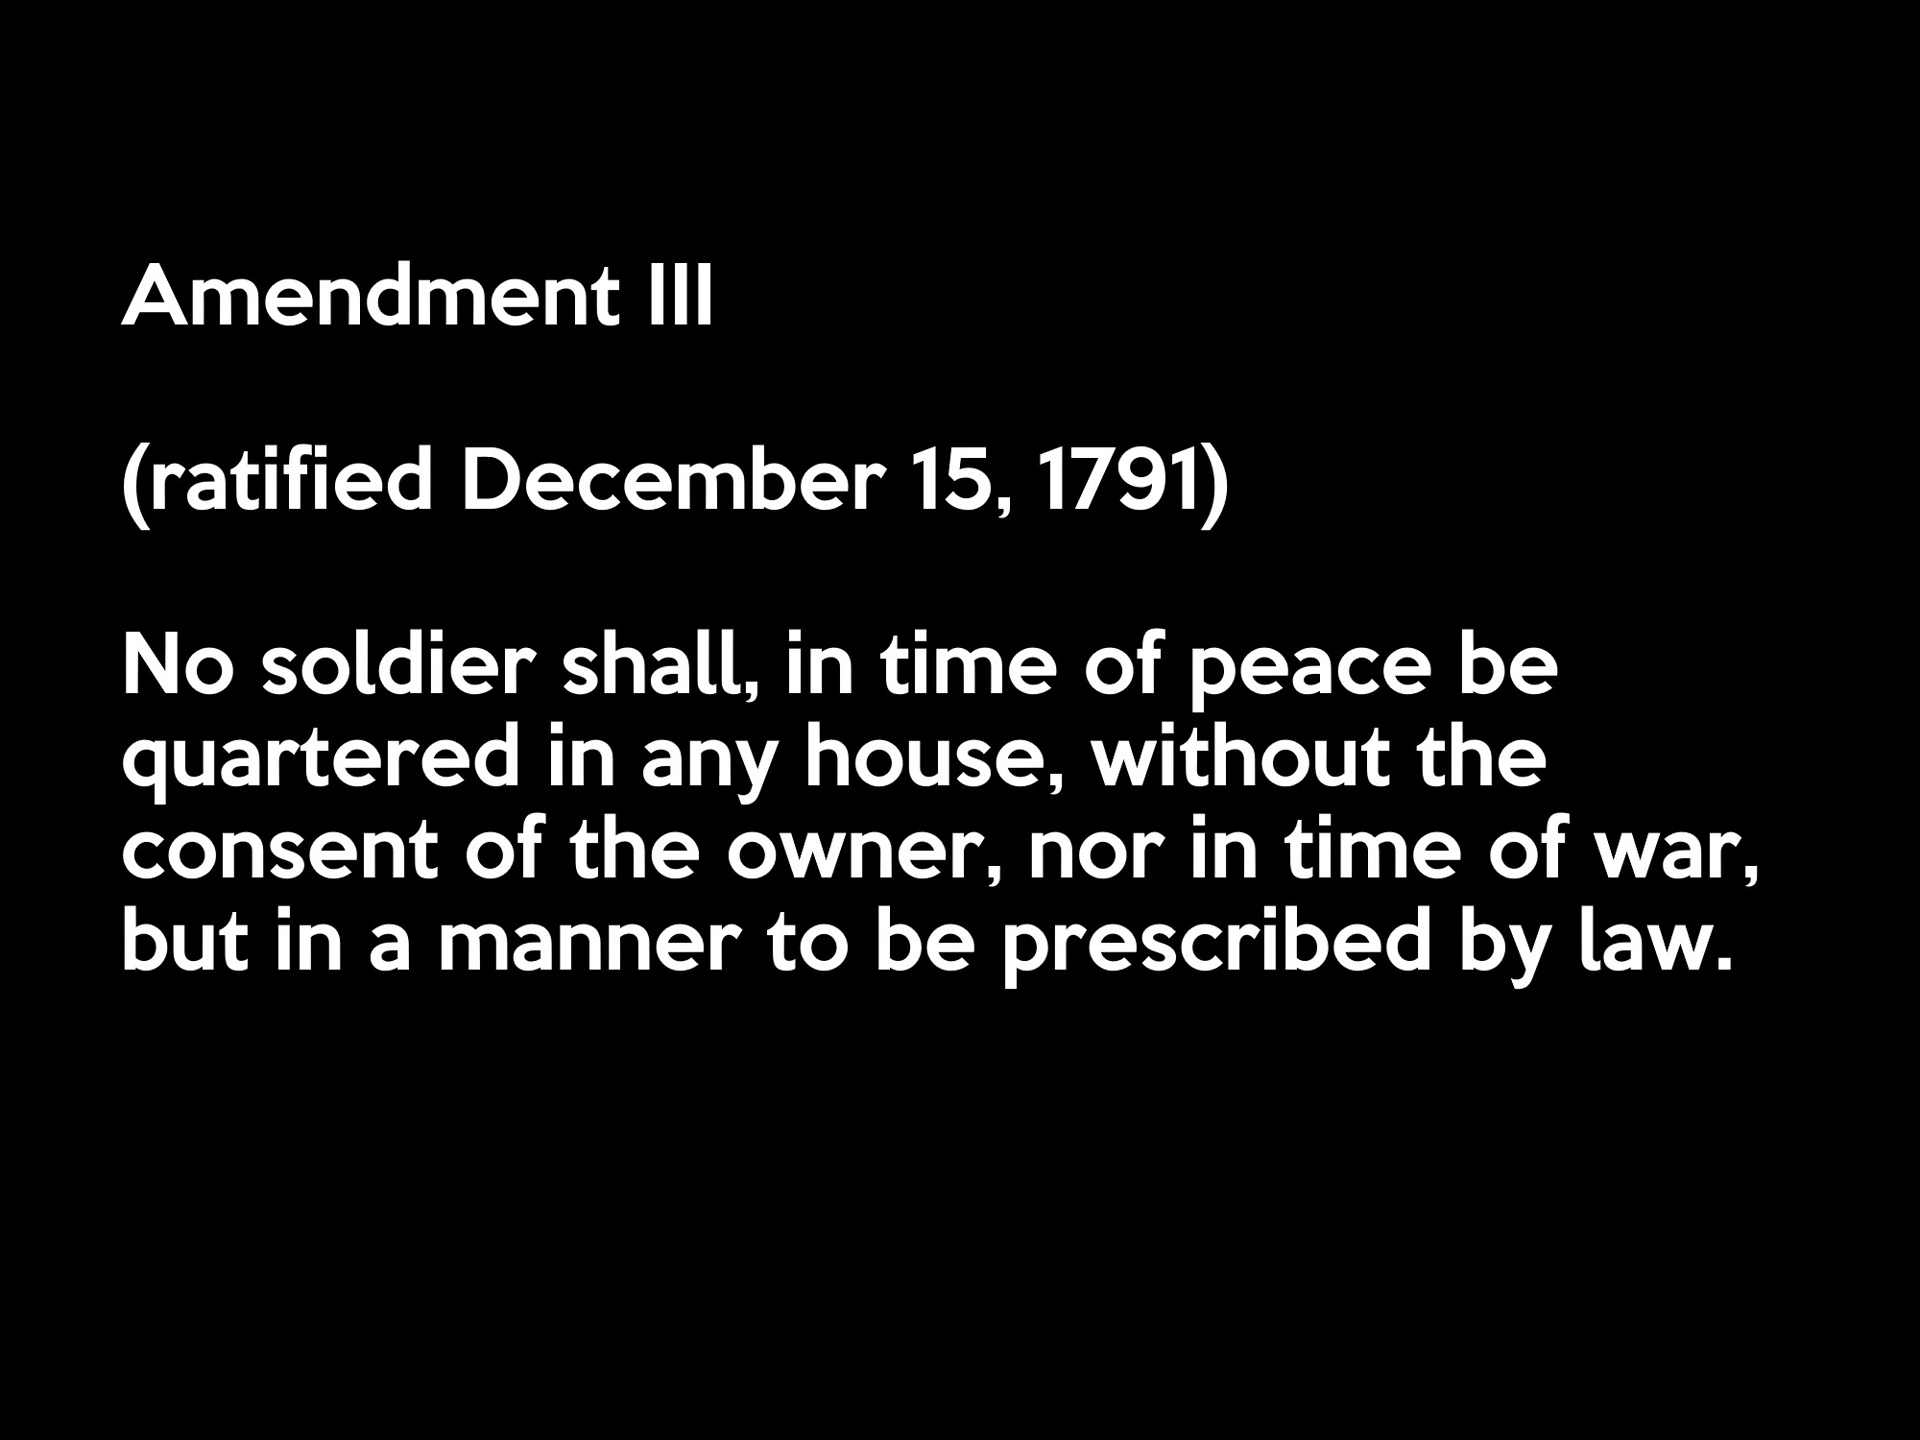 Amendment III
(ratified December 15, 1791)
No soldier shall, in time of peace be
quartered in any house, without the
consent of the owner, nor in time of war,
but in a manner to be prescribed by law.